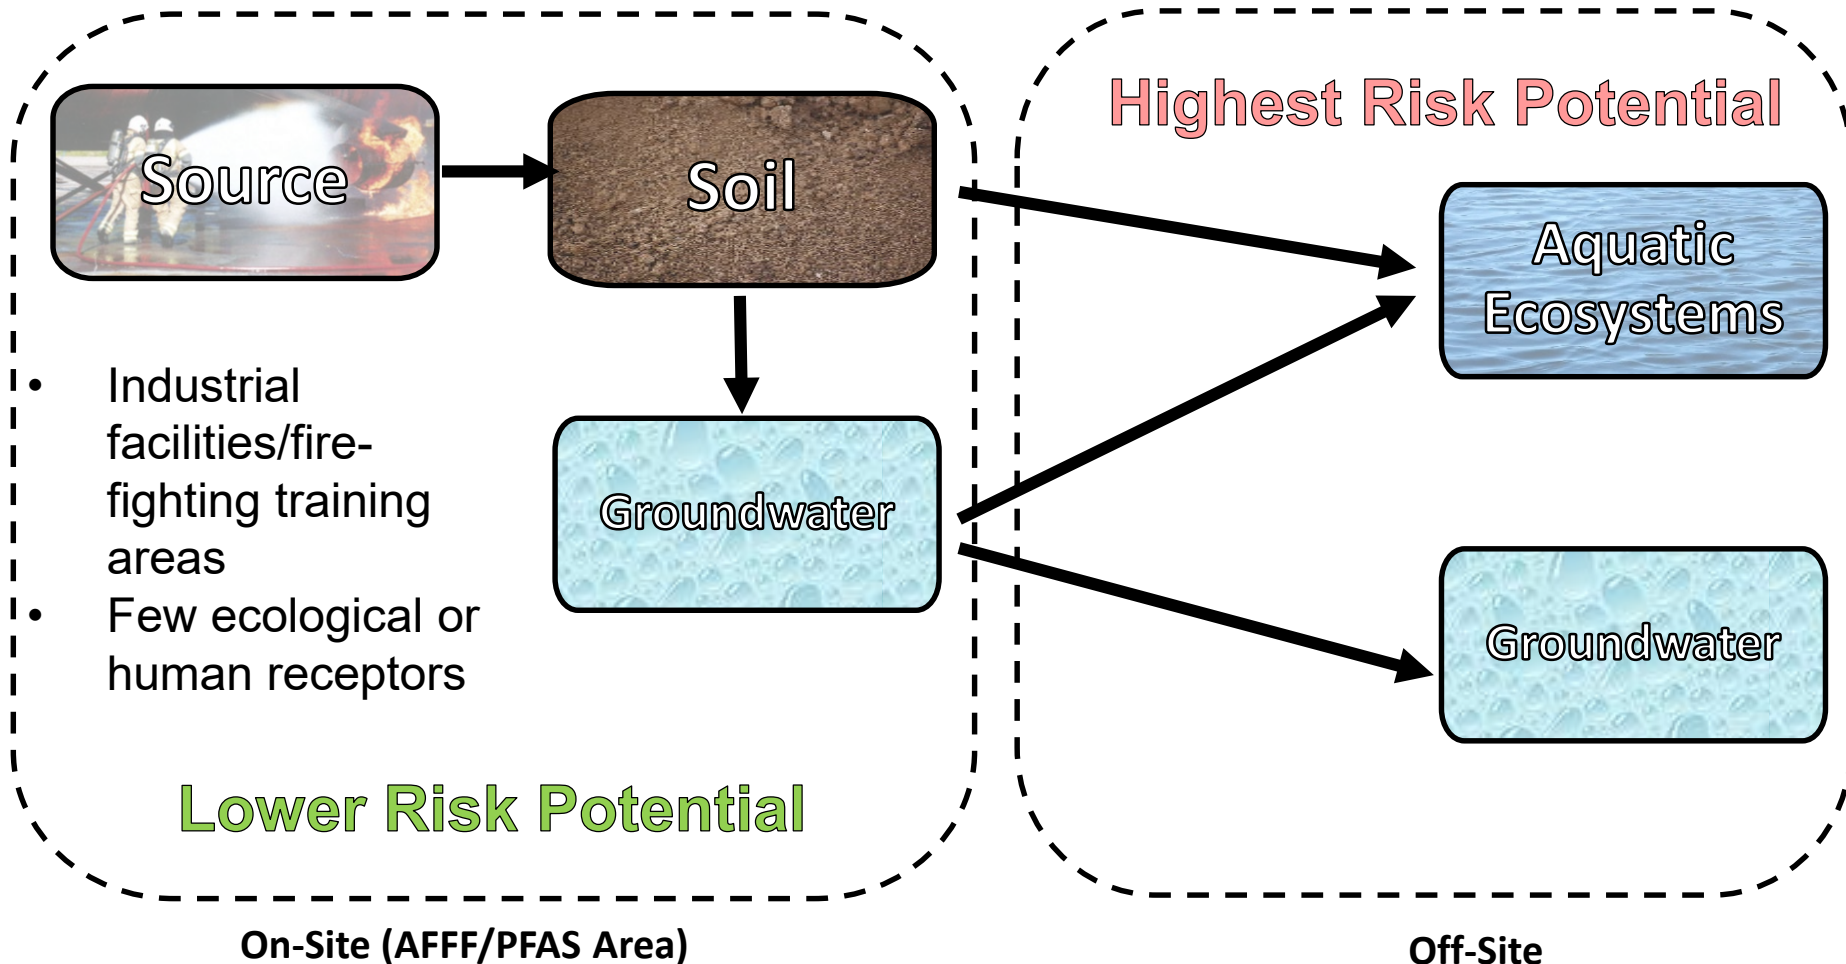 Highest Risk Potential
Source
Soil
Aquatic
Ecosystems
• Industrial
facilities/fire-
fighting training
areas
• Few ecological or
human receptors
Groundwater
Groundwater
Lower Risk Potential
On-Site (AFFF/PFAS Area)
Off-Site